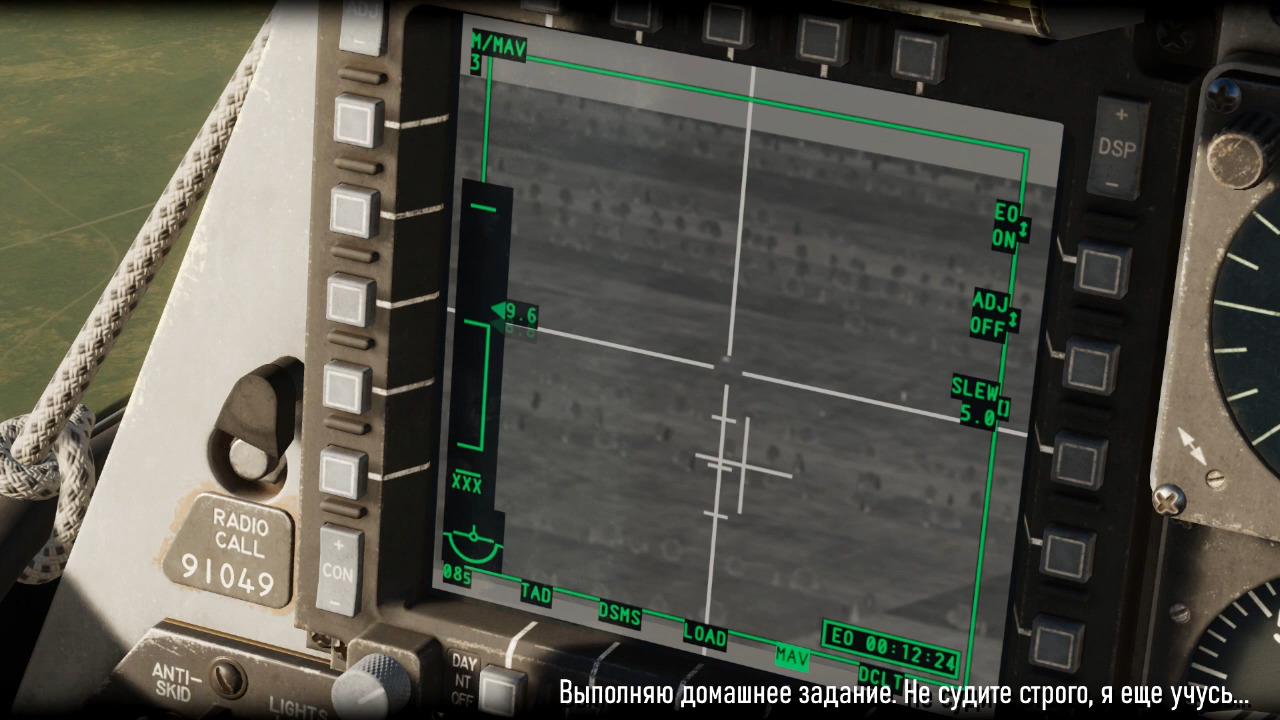 ADJ
M/MAV
3
+
DSP
−
EO
ON
ADJ
OFF
9.6
SLEW
5.0
XXX
085
TAD
DSMS
LOAD
MAV
DCLT
EO 00:12:24
RADIO
CALL
91049
+
CON
−
ANTI-
SKID
LIGHTS
DAY
NT
OFF
Выполняю домашнее задание. Не судите строго, я еще учусь...